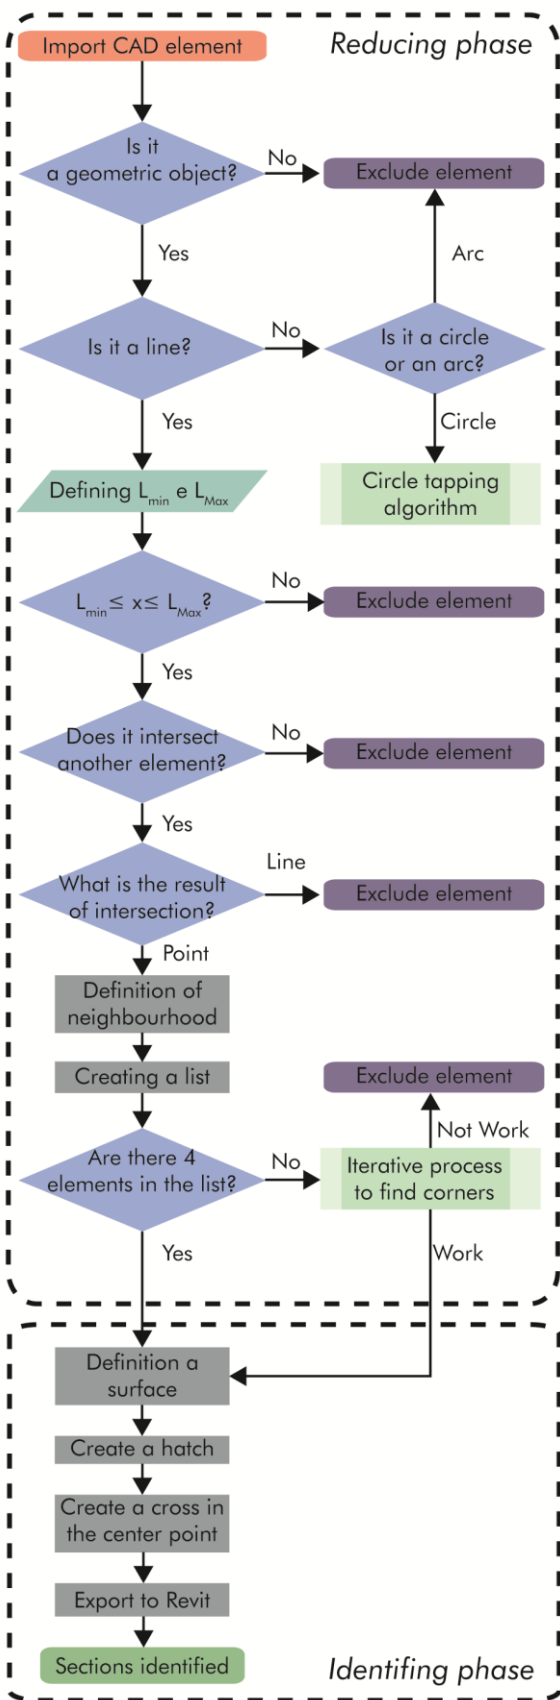 Reducing phase
Import CAD element
Is it
a geometric object?
No
Exclude element
Yes
Arc
Is it a line?
No
Is it a circle
or an arc?
Yes
Circle
Defining Lmin e LMax
Circle tapping
algorithm
Lmin≤ x≤ LMax?
No
Exclude element
Yes
Does it intersect
another element?
No
Exclude element
Yes
What is the result
of intersection?
Line
Exclude element
Point
Definition of
neighbourhood
Creating a list
Exclude element
Not Work
Are there 4
elements in the list?
No
Iterative process
to find corners
Yes
Work
Definition a
surface
Create a hatch
Create a cross in
the center point
Export to Revit
Sections identified
Identifing phase